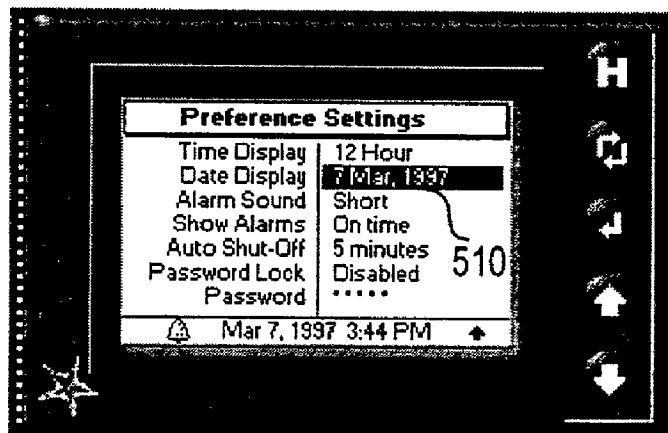 Preference Settings
Time Display 12 Hour
Date Display 7 Mar, 1997
Alarm Sound Short
Show Alarms On time
Auto Shut-Off 5 minutes
Password Lock Disabled
Password *****
510
Mar 7, 1997 3:44 PM
H
M